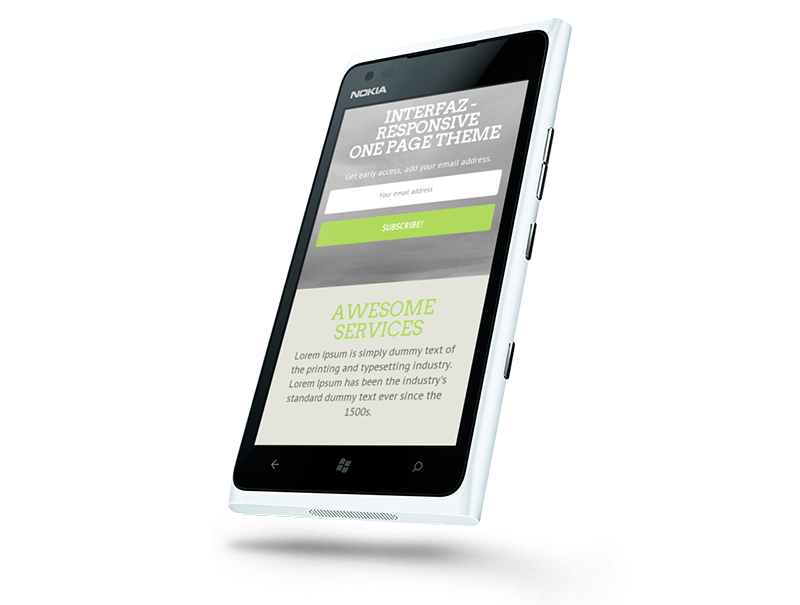 NOKIA
INTERFAZ -
RESPONSIVE
ONE PAGE THEME
Get early access, add your email address.
Your email address
SUBSCRIBE!
AWESOME
SERVICES
Lorem Ipsum is simply dummy text of
the printing and typesetting industry.
Lorem Ipsum has been the industry's
standard dummy text ever since the
1500s.